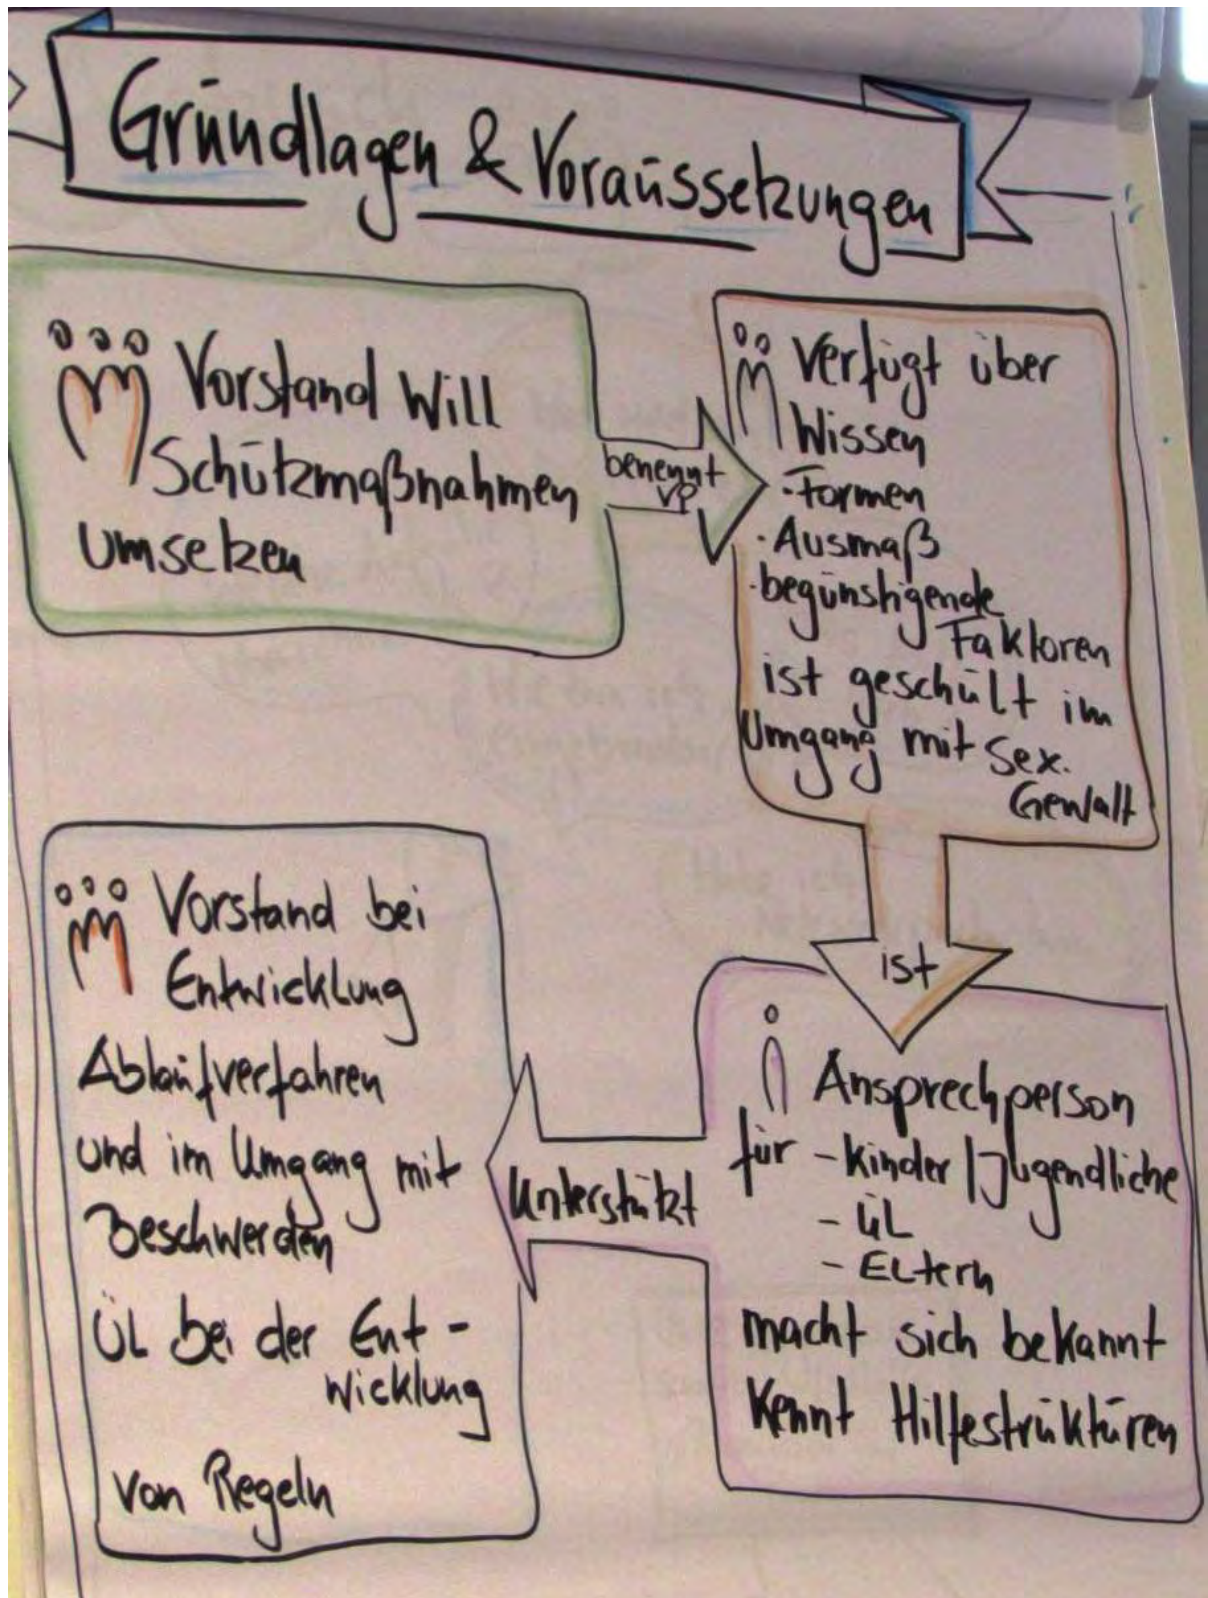 Grundlagen & Voraussetzungen
Vorstand will
Schutzmaßnahmen
umsetzen
benennt
VP
Verfügt über
Wissen
- Formen
· Ausmaß
· begünstigende
Faktoren
ist geschult im
Umgang mit sex.
Gewalt
ist
Ansprechperson
für - Kinder / Jugendliche
- ÜL
- Eltern
macht sich bekannt
kennt Hilfestrukturen
unterstützt
Vorstand bei
Entwicklung
Ablaufverfahren
und im Umgang mit
Beschwerden
ÜL bei der Ent-
wicklung
von Regeln